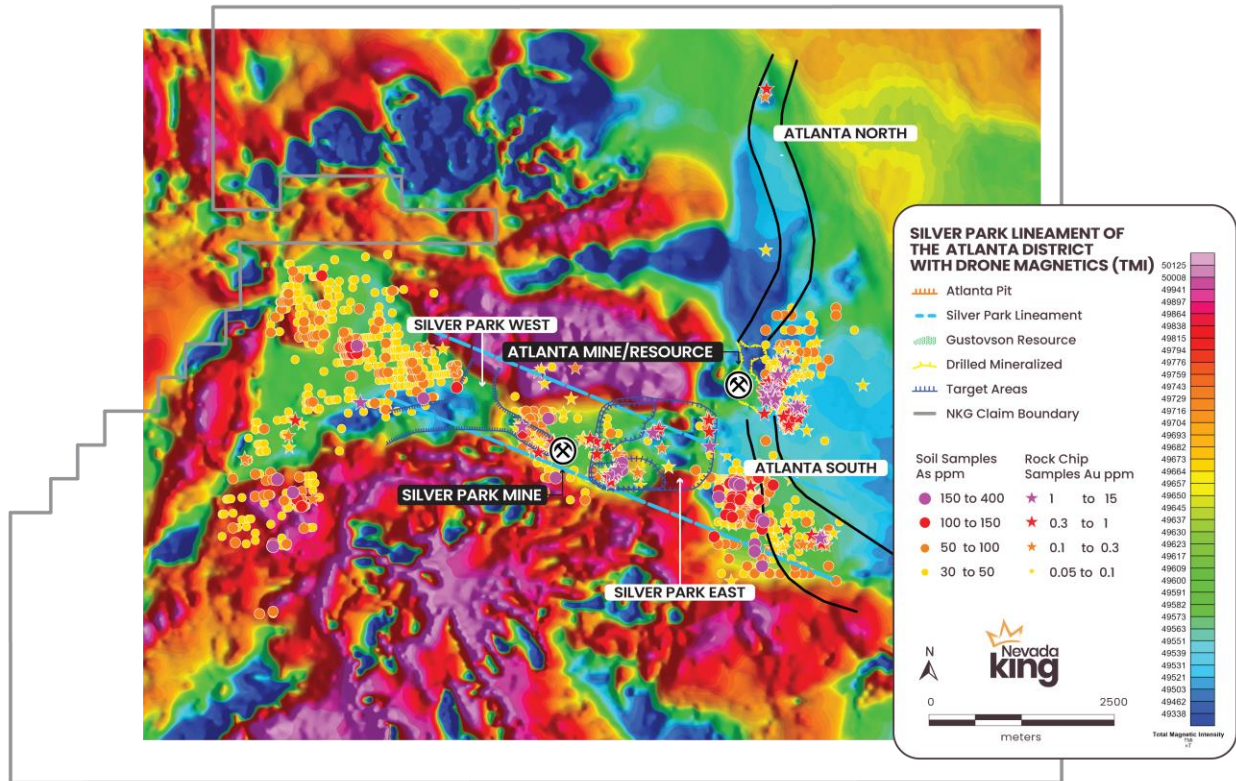 ATLANTA NORTH
SILVER PARK WEST
ATLANTA MINE/RESOURCE
ATLANTA SOUTH
SILVER PARK MINE
SILVER PARK EAST
SILVER PARK LINEAMENT OF
THE ATLANTA DISTRICT
WITH DRONE MAGNETICS (TMI)
Atlanta Pit
Silver Park Lineament
Gustovson Resource
Drilled Mineralized
Target Areas
NKG Claim Boundary
Soil Samples
As ppm
150 to 400
100 to 150
50 to 100
30 to 50
Rock Chip
Samples Au ppm
1 to 15
0.3 to 1
0.1 to 0.3
0.05 to 0.1
N
Nevada
king
0 2500
meters
50125
50008
49941
49897
49864
49838
49815
49794
49776
49759
49743
49729
49716
49704
49693
49682
49673
49664
49657
49650
49645
49637
49630
49623
49617
49609
49600
49591
49582
49573
49563
49551
49539
49531
49521
49503
49462
49338
Total Magnetic Intensity
TMI
nT